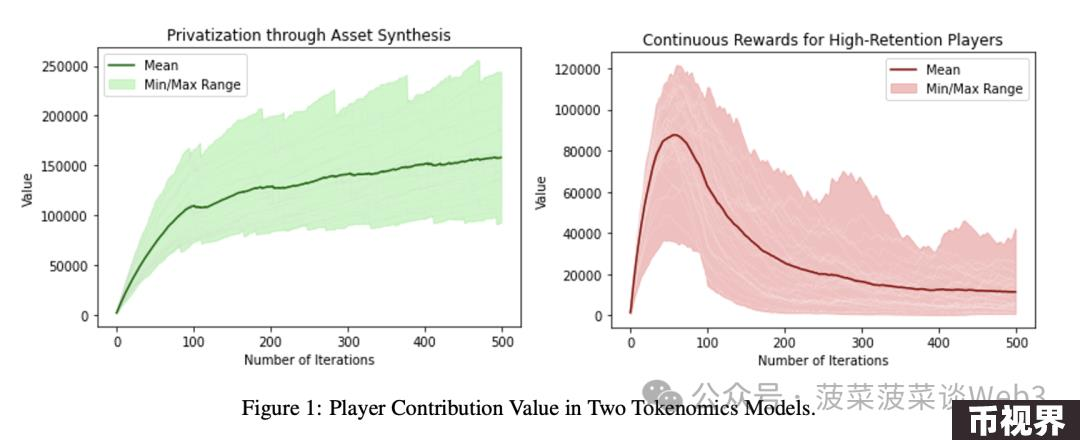 Privatization through Asset Synthesis
Mean
Min/Max Range
250000
200000
150000
100000
50000
0
Value
0 100 200 300 400 500
Number of Iterations
Continuous Rewards for High-Retention Players
Mean
Min/Max Range
120000
100000
80000
60000
40000
20000
0
Value
0 100 200 300 400 500
Number of Iterations
公众号 · 菠菜菠菜谈Web3
Figure 1: Player Contribution Value in Two Tokenomics Models.
币视界